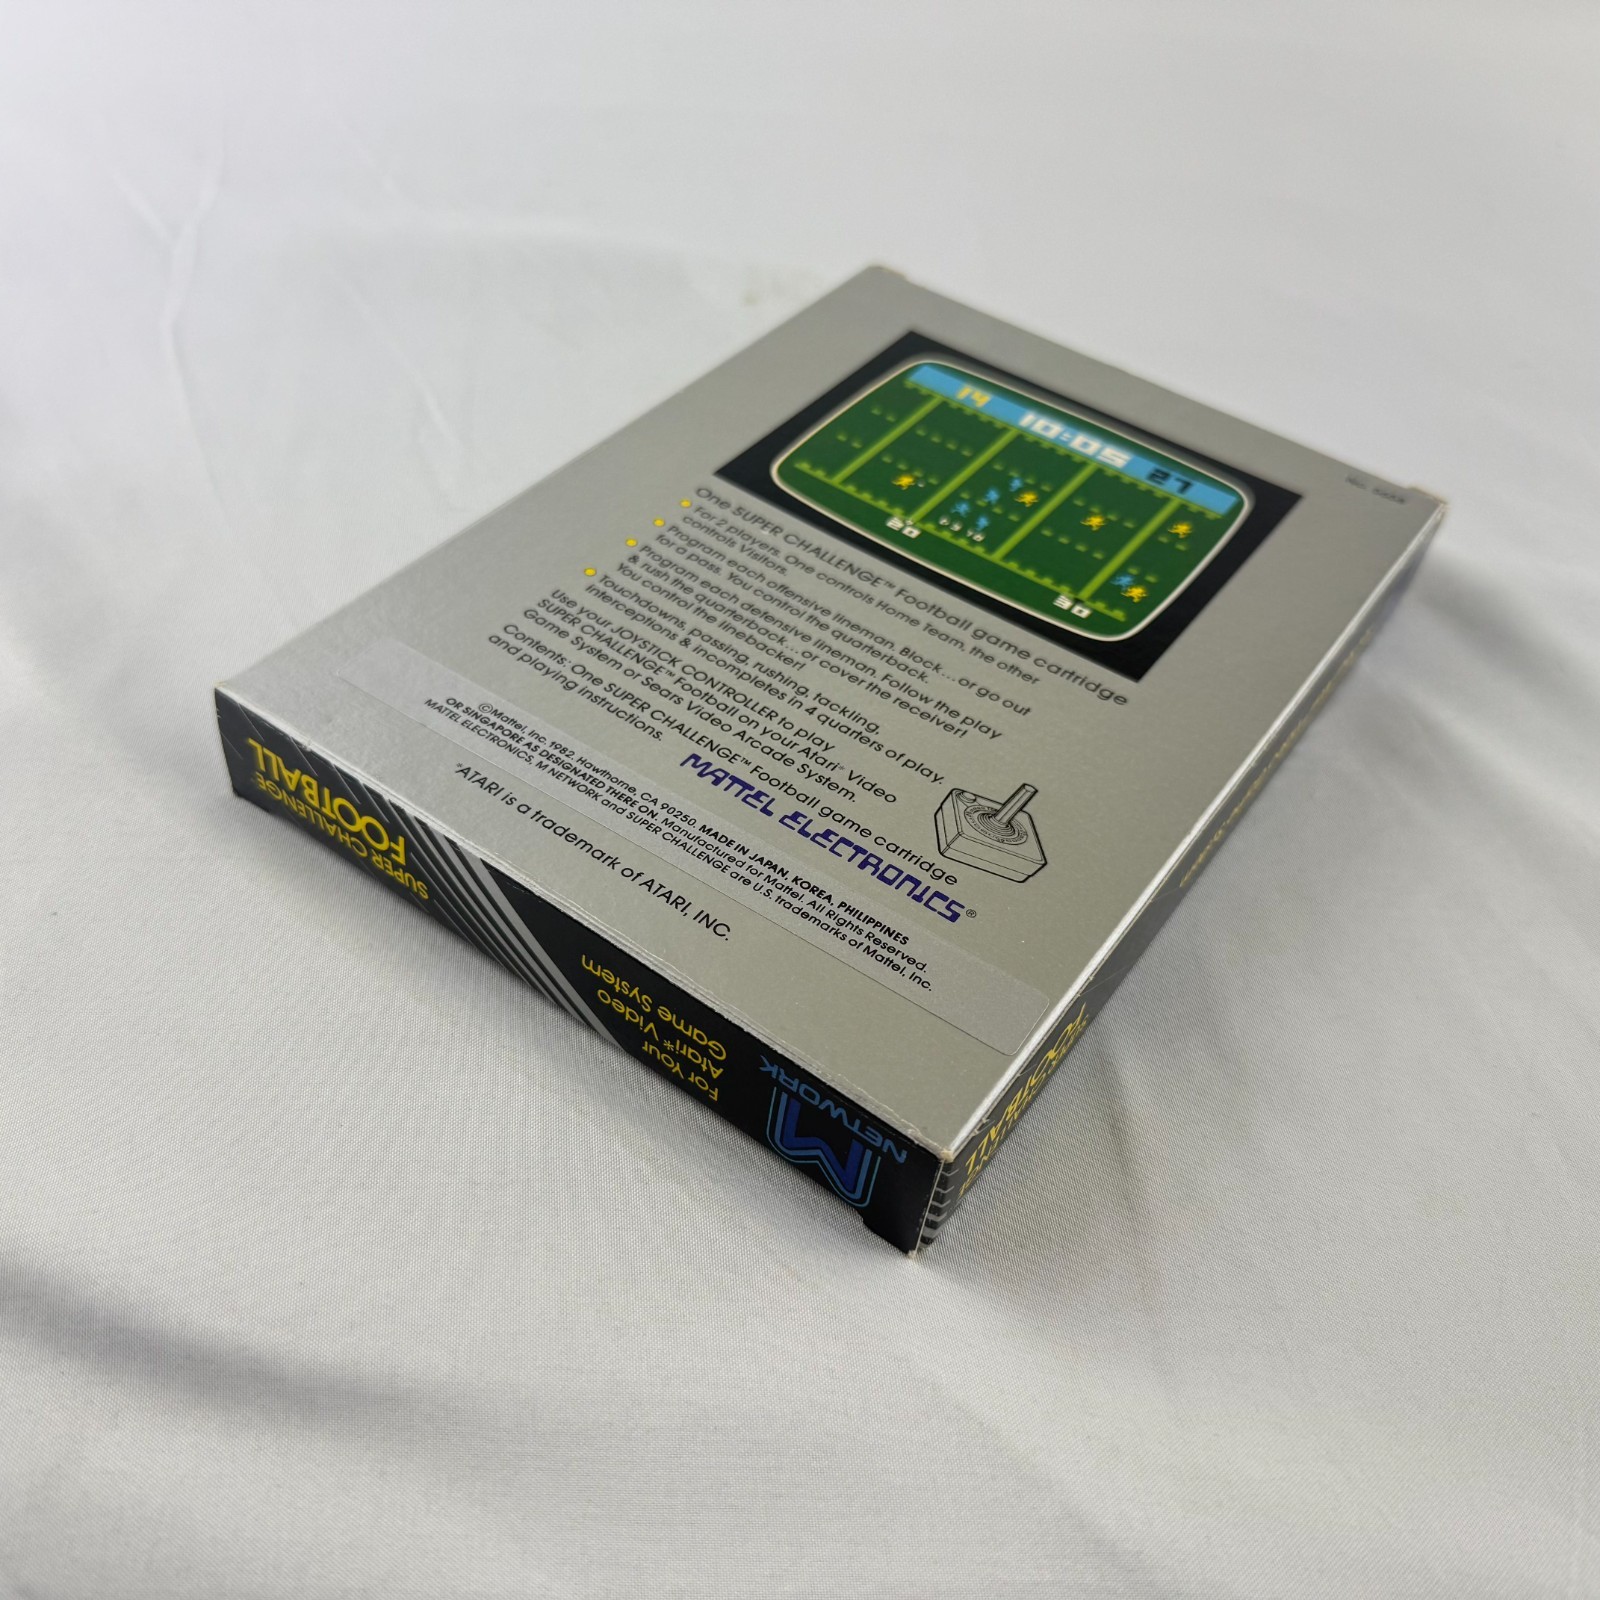 14 10:05 27
20 30
One SUPER CHALLENGE™ Football game cartridge
For 2 players. One controls Home Team, the other
controls Visitors.
Program each offensive lineman. Block....or go out
for a pass. You control the quarterback.
Program each defensive lineman. Follow the play
& rush the quarterback...or cover the receiver!
You control the linebacker!
Touchdowns, passing, rushing, tackling,
interceptions & incompletes in 4 quarters of play.
Use your JOYSTICK CONTROLLER to play
SUPER CHALLENGE™ Football on your Atari* Video
Game System or Sears Video Arcade System.
Contents: One SUPER CHALLENGE™ Football game cartridge
and playing instructions.
MATTEL ELECTRONICS®
©Mattel, Inc. 1982. Hawthorne, CA 90250. MADE IN JAPAN, KOREA, PHILIPPINES
OR SINGAPORE AS DESIGNATED THERE ON. Manufactured for Mattel. All Rights Reserved.
MATTEL ELECTRONICS, M NETWORK and SUPER CHALLENGE are U.S. trademarks of Mattel, Inc.
*ATARI is a trademark of ATARI, INC.
SUPER CHALLENGE™
FOOTBALL
For Your
Atari* Video
Game System
M
NETWORK
FOOTBALL